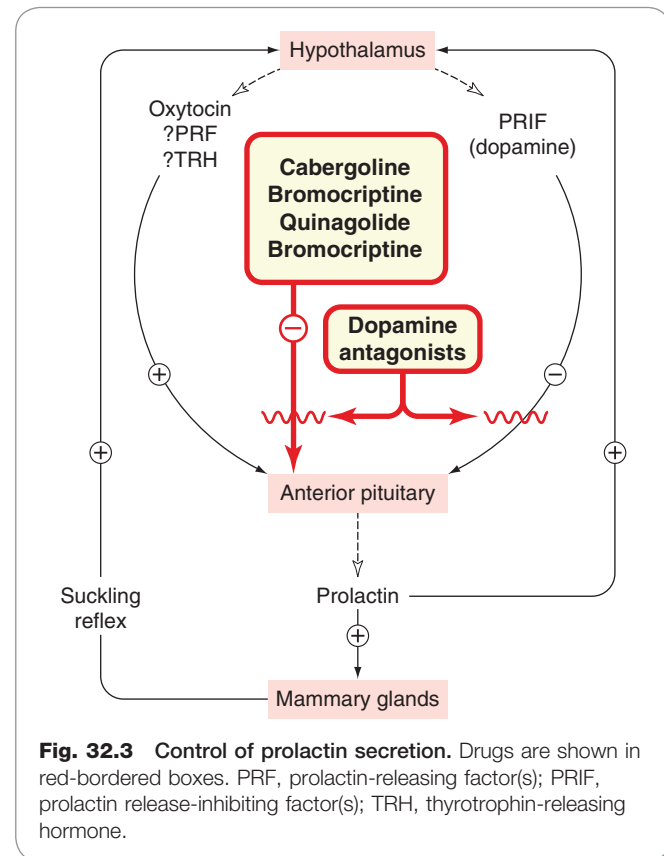 Hypothalamus
Oxytocin
?PRF
?TRH
PRIF
(dopamine)
Cabergoline
Bromocriptine
Quinagolide
Bromocriptine
−
Dopamine
antagonists
+
−
+
+
Anterior pituitary
Suckling
reflex
Prolactin
+
Mammary glands
Fig. 32.3 Control of prolactin secretion. Drugs are shown in
red-bordered boxes. PRF, prolactin-releasing factor(s); PRIF,
prolactin release-inhibiting factor(s); TRH, thyrotrophin-releasing
hormone.